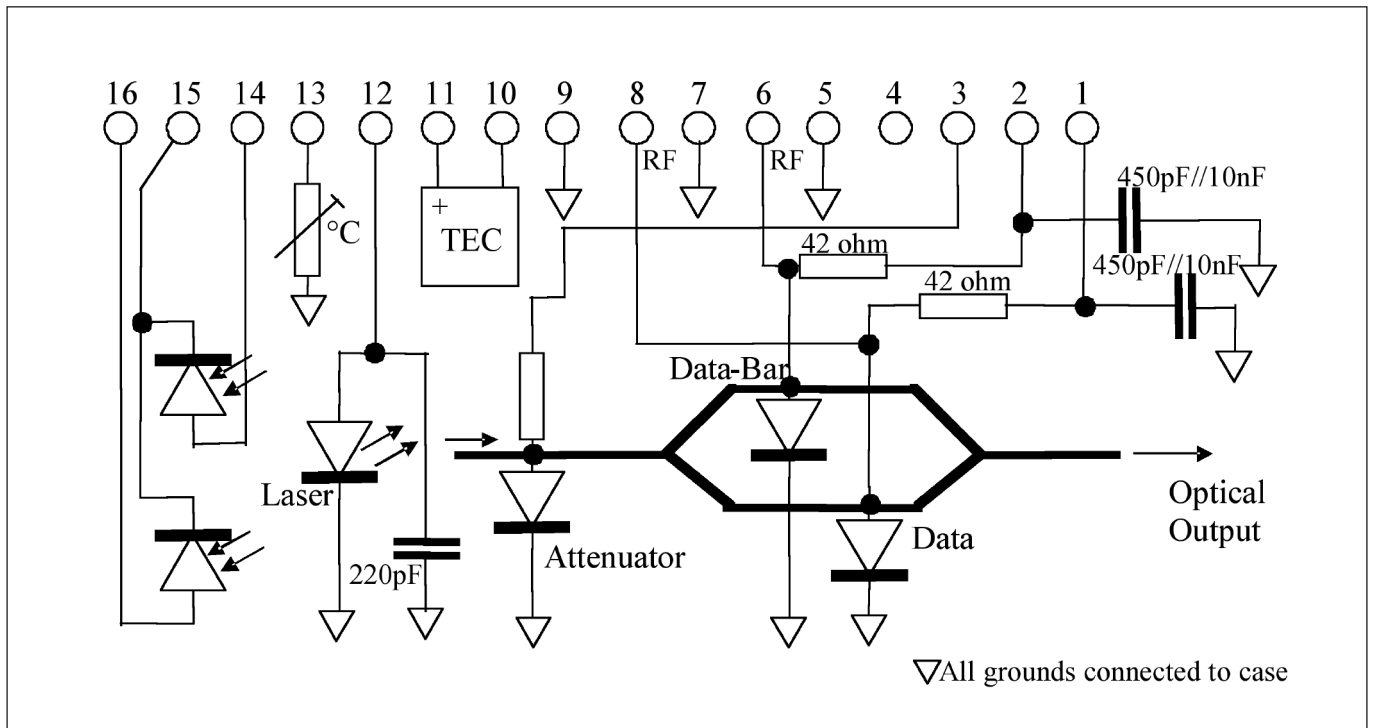 16 15 14 13 12 11 10 9 8 7 6 5 4 3 2 1
RF RF
450pF//10nF
+
°C
TEC
42 ohm
450pF//10nF
42 ohm
Data-Bar
Laser
Optical
Output
Data
Attenuator
220pF
All grounds connected to case